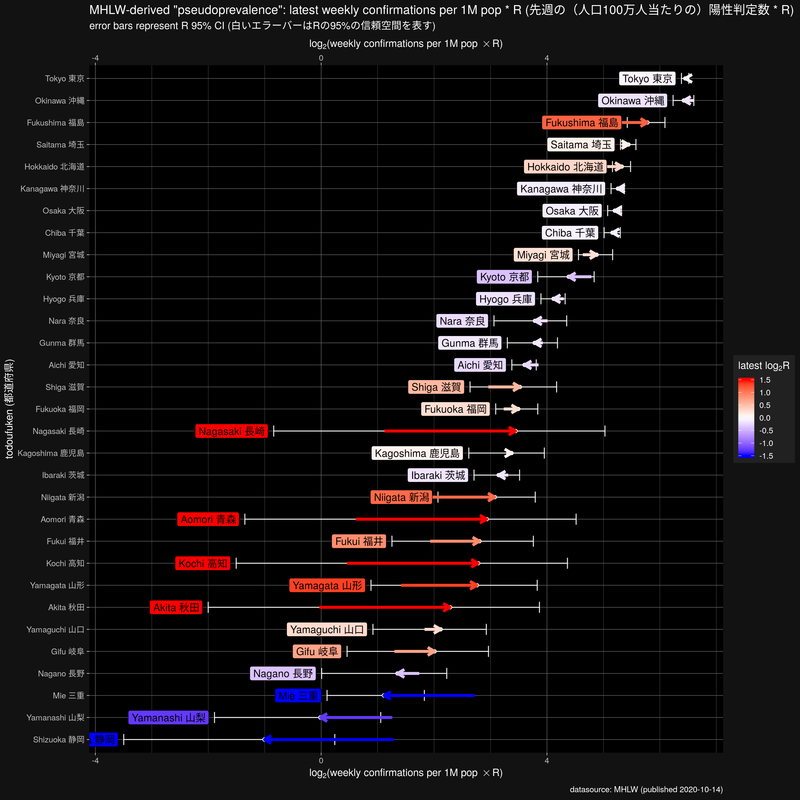 MHLW-derived "pseudoprevalence": latest weekly confirmations per 1M pop * R (先週の（人口100万人当たりの）陽性判定数 * R)
error bars represent R 95% CI (白いエラーバーはRの95%の信頼空間を表す)
log2(weekly confirmations per 1M pop × R)
-4 0 4
Tokyo 東京 Tokyo 東京
Okinawa 沖縄 Okinawa 沖縄
Fukushima 福島 Fukushima 福島
Saitama 埼玉 Saitama 埼玉
Hokkaido 北海道 Hokkaido 北海道
Kanagawa 神奈川 Kanagawa 神奈川
Osaka 大阪 Osaka 大阪
Chiba 千葉 Chiba 千葉
Miyagi 宮城 Miyagi 宮城
Kyoto 京都 Kyoto 京都
Hyogo 兵庫 Hyogo 兵庫
Nara 奈良 Nara 奈良
Gunma 群馬 Gunma 群馬
Aichi 愛知 Aichi 愛知
Shiga 滋賀 Shiga 滋賀
Fukuoka 福岡 Fukuoka 福岡
Nagasaki 長崎 Nagasaki 長崎
Kagoshima 鹿児島 Kagoshima 鹿児島
Ibaraki 茨城 Ibaraki 茨城
Niigata 新潟 Niigata 新潟
Aomori 青森 Aomori 青森
Fukui 福井 Fukui 福井
Kochi 高知 Kochi 高知
Yamagata 山形 Yamagata 山形
Akita 秋田 Akita 秋田
Yamaguchi 山口 Yamaguchi 山口
Gifu 岐阜 Gifu 岐阜
Nagano 長野 Nagano 長野
Mie 三重 Mie 三重
Yamanashi 山梨 Yamanashi 山梨
Shizuoka 静岡 静岡
-4 0 4
log2(weekly confirmations per 1M pop × R)
todoufuken (都道府県)
latest log2R
1.5
1.0
0.5
0.0
-0.5
-1.0
-1.5
datasource: MHLW (published 2020-10-14)